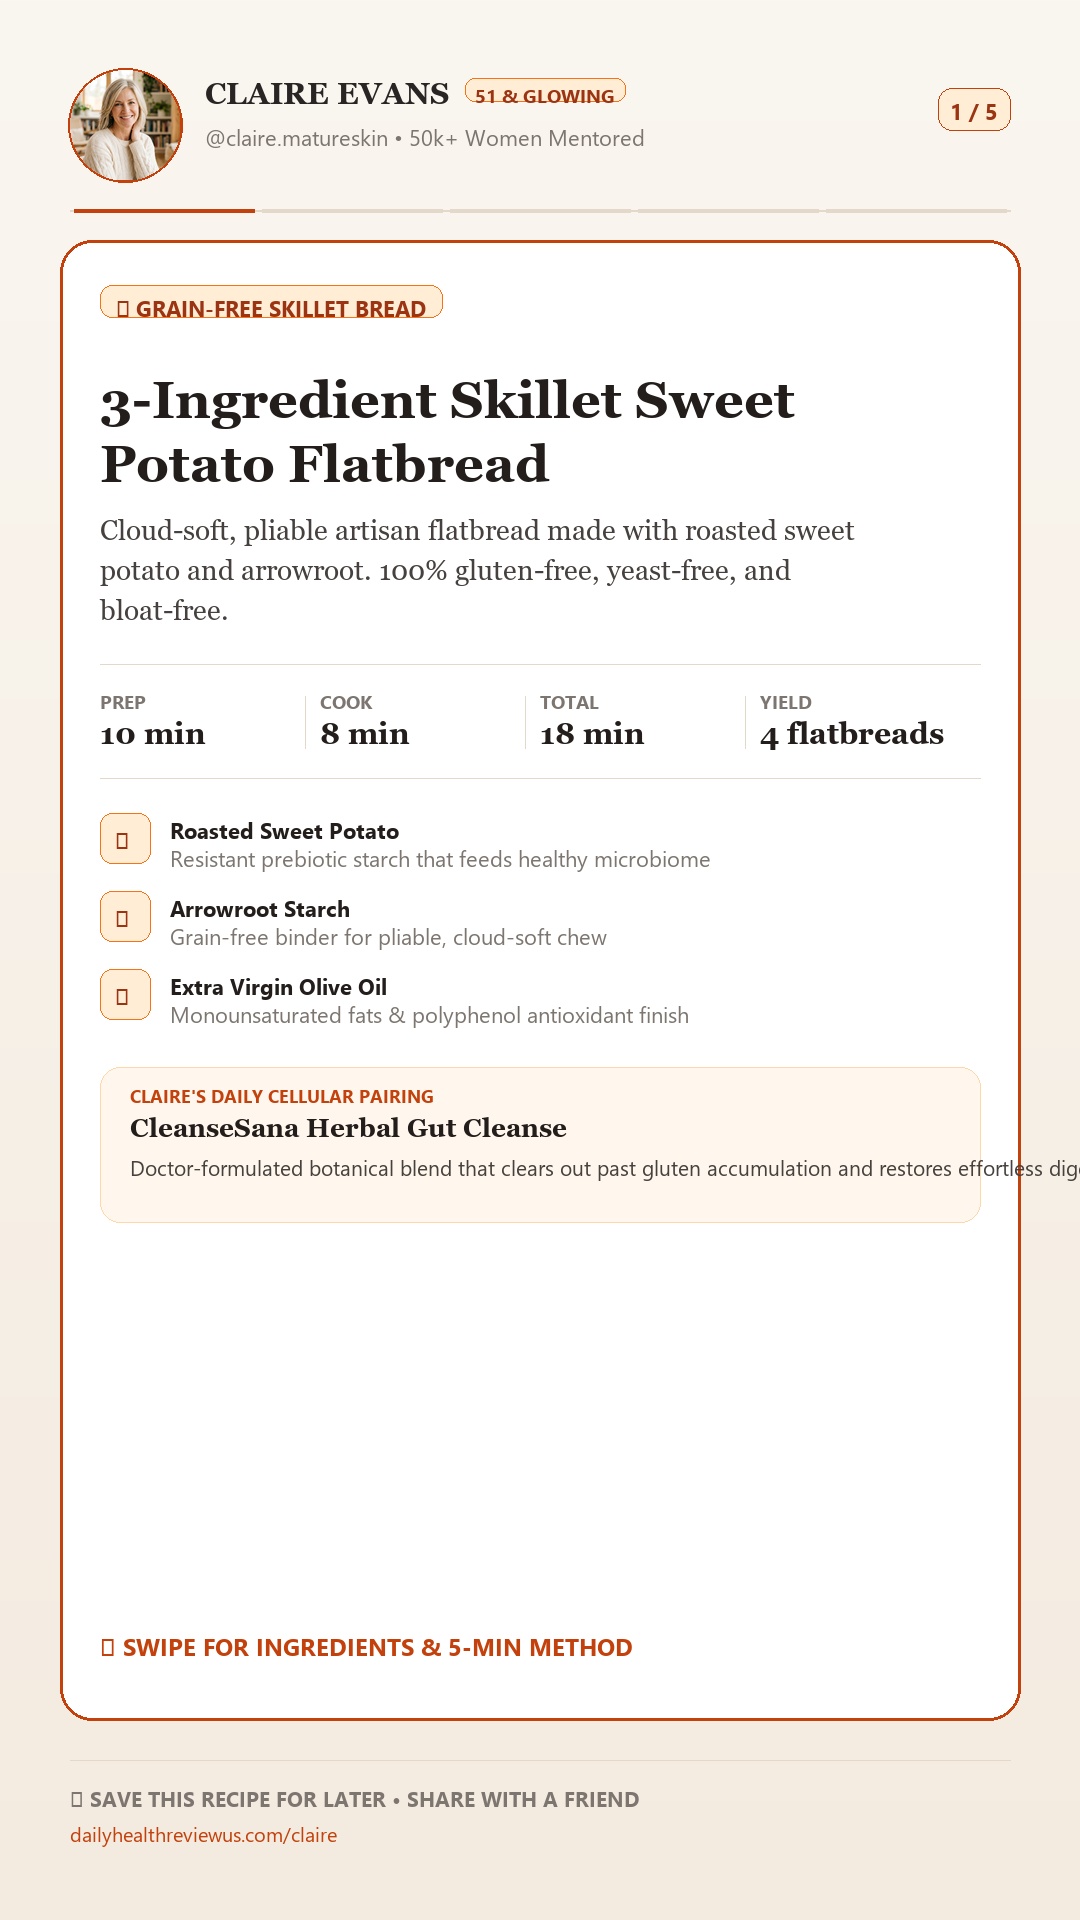 CLAIRE EVANS 51 & GLOWING
@claire.matureskin • 50k+ Women Mentored
1 / 5
GRAIN-FREE SKILLET BREAD
3-Ingredient Skillet Sweet
Potato Flatbread
Cloud-soft, pliable artisan flatbread made with roasted sweet
potato and arrowroot. 100% gluten-free, yeast-free, and
bloat-free.
PREP
10 min
COOK
8 min
TOTAL
18 min
YIELD
4 flatbreads
Roasted Sweet Potato
Resistant prebiotic starch that feeds healthy microbiome
Arrowroot Starch
Grain-free binder for pliable, cloud-soft chew
Extra Virgin Olive Oil
Monounsaturated fats & polyphenol antioxidant finish
CLAIRE'S DAILY CELLULAR PAIRING
CleanseSana Herbal Gut Cleanse
Doctor-formulated botanical blend that clears out past gluten accumulation and restores effortless
SWIPE FOR INGREDIENTS & 5-MIN METHOD
SAVE THIS RECIPE FOR LATER • SHARE WITH A FRIEND
dailyhealthreviewus.com/claire